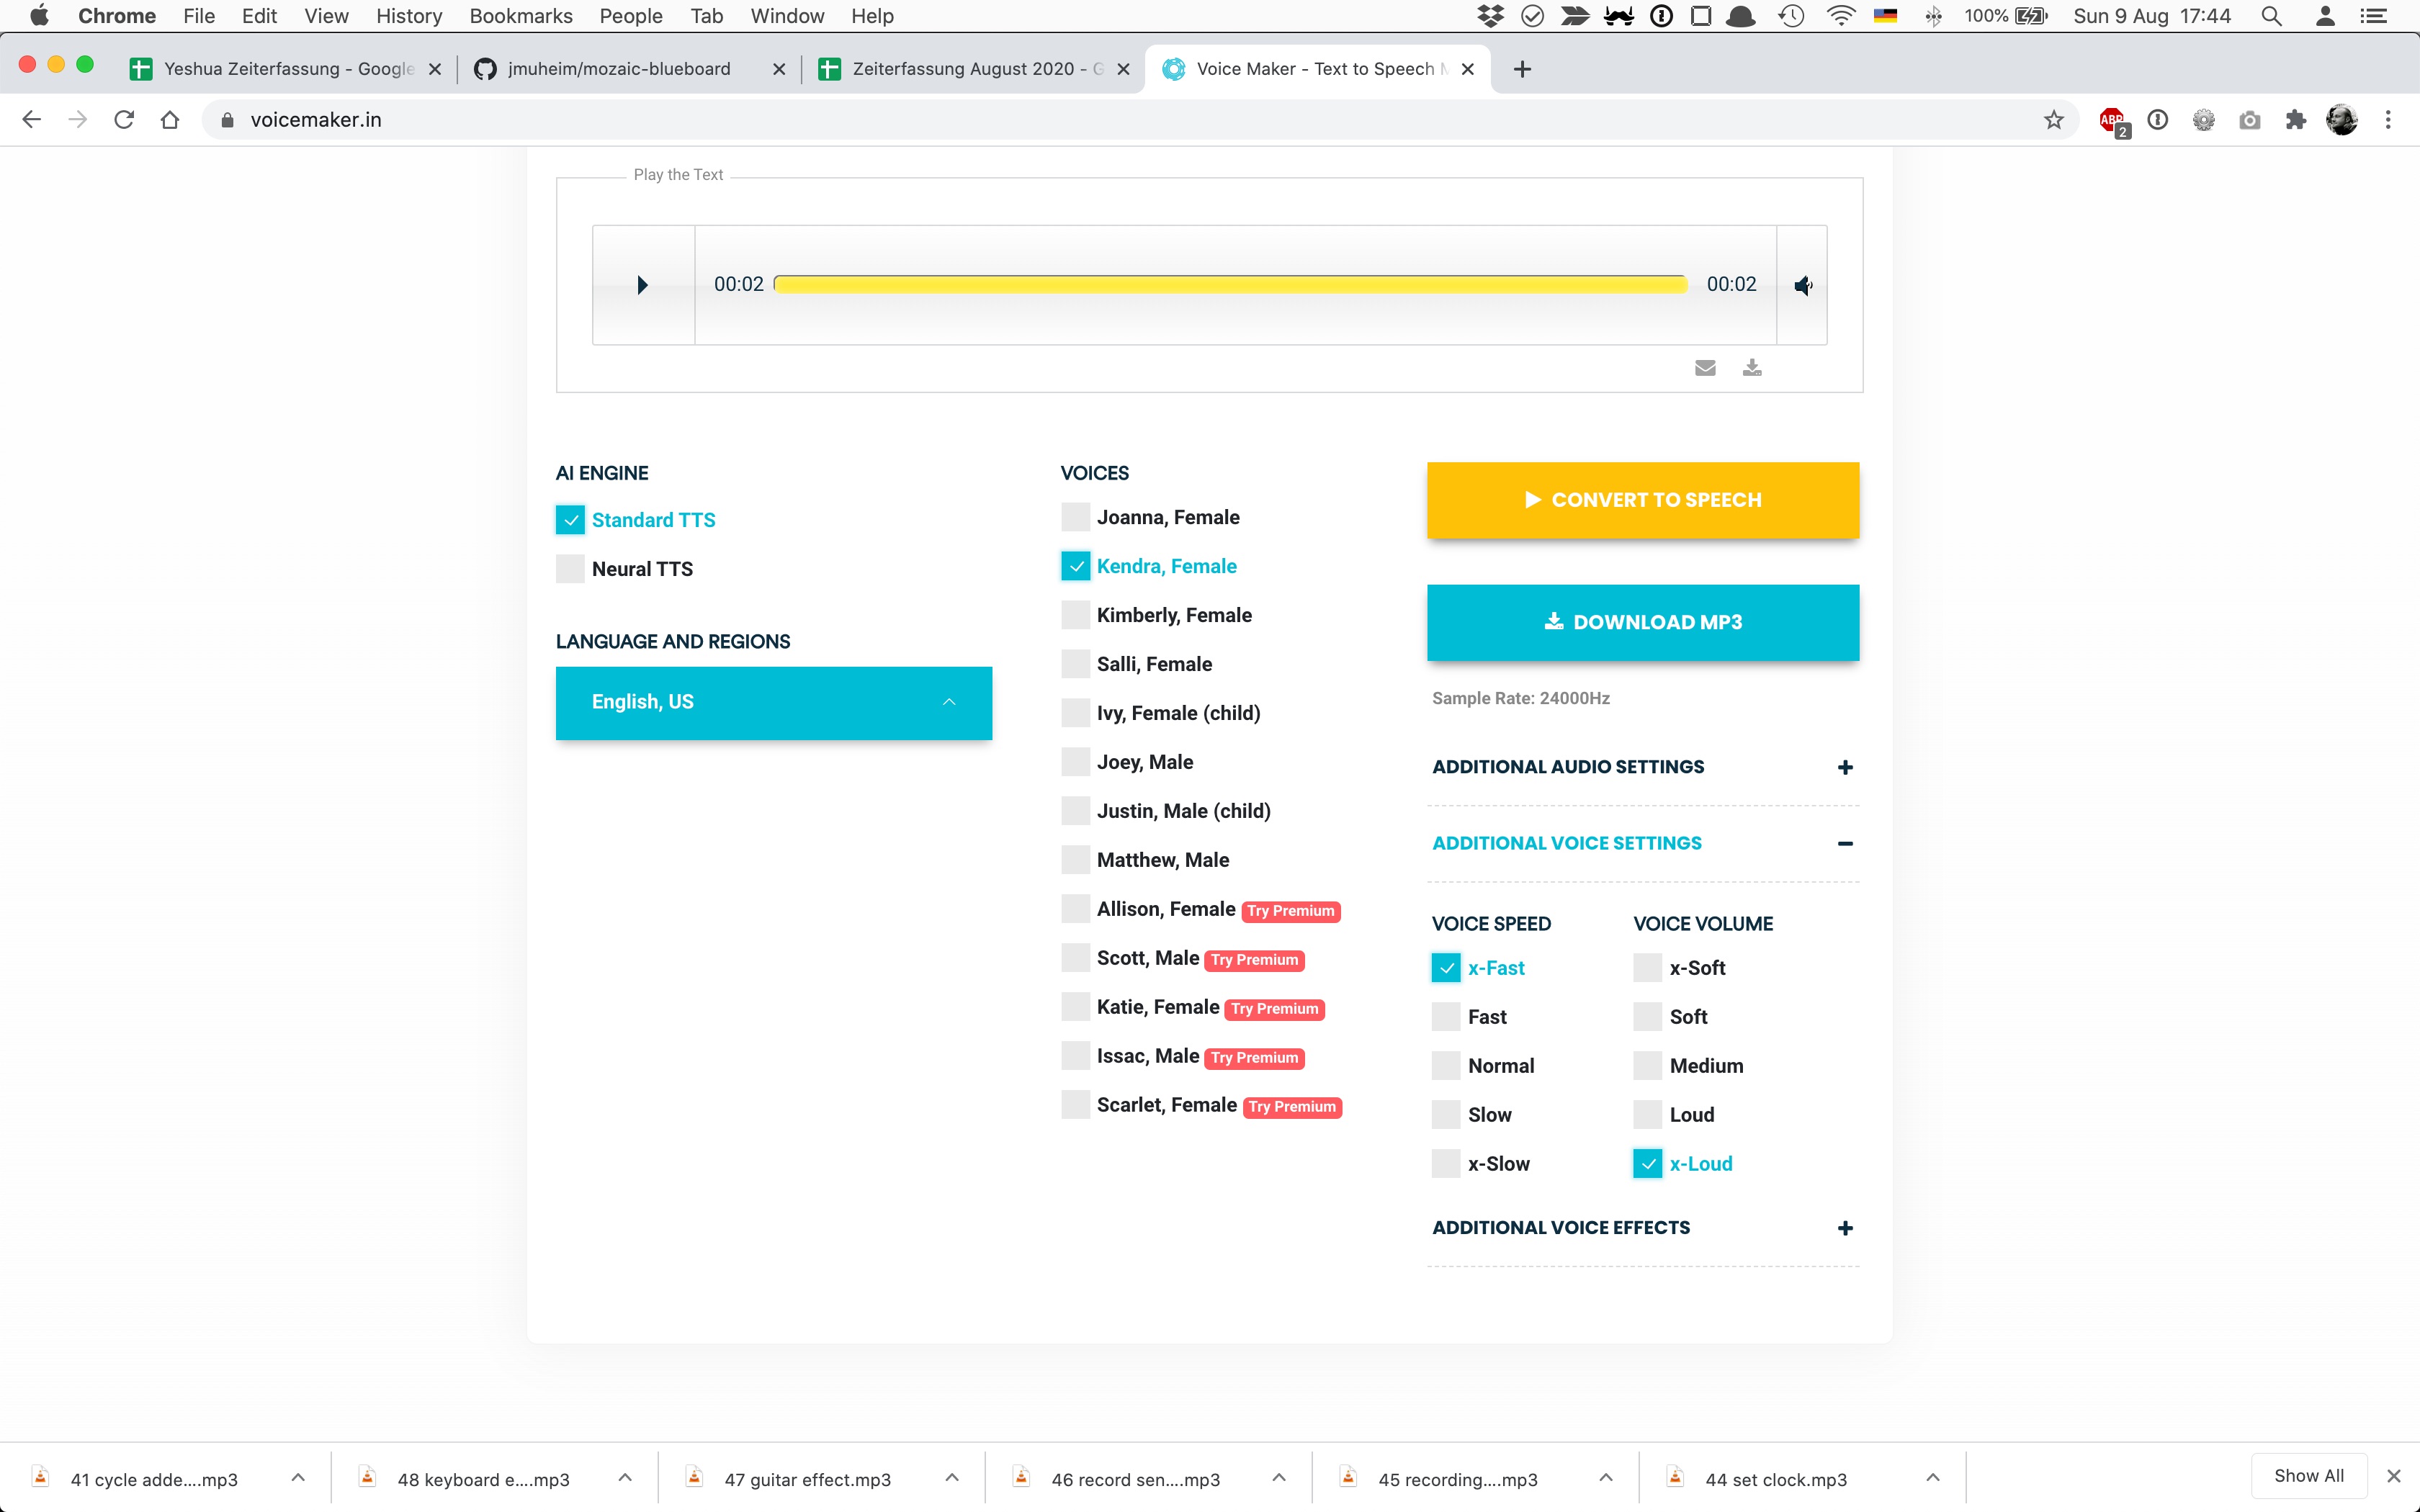 Chrome File Edit View History Bookmarks People Tab Window Help 100% Sun 9 Aug 17:44
Yeshua Zeiterfassung - Google jmuheim/mozaic-blueboard Zeiterfassung August 2020 - G Voice Maker - Text to Speech M
voicemaker.in ABP 2
Play the Text
00:02 00:02
AI ENGINE
Standard TTS
Neural TTS
LANGUAGE AND REGIONS
English, US
VOICES
Joanna, Female
Kendra, Female
Kimberly, Female
Salli, Female
Ivy, Female (child)
Joey, Male
Justin, Male (child)
Matthew, Male
Allison, Female Try Premium
Scott, Male Try Premium
Katie, Female Try Premium
Issac, Male Try Premium
Scarlet, Female Try Premium
CONVERT TO SPEECH
DOWNLOAD MP3
Sample Rate: 24000Hz
ADDITIONAL AUDIO SETTINGS
ADDITIONAL VOICE SETTINGS
VOICE SPEED
x-Fast
Fast
Normal
Slow
x-Slow
VOICE VOLUME
x-Soft
Soft
Medium
Loud
x-Loud
ADDITIONAL VOICE EFFECTS
41 cycle adde....mp3 48 keyboard e....mp3 47 guitar effect.mp3 46 record sen....mp3 45 recording....mp3 44 set clock.mp3 Show All